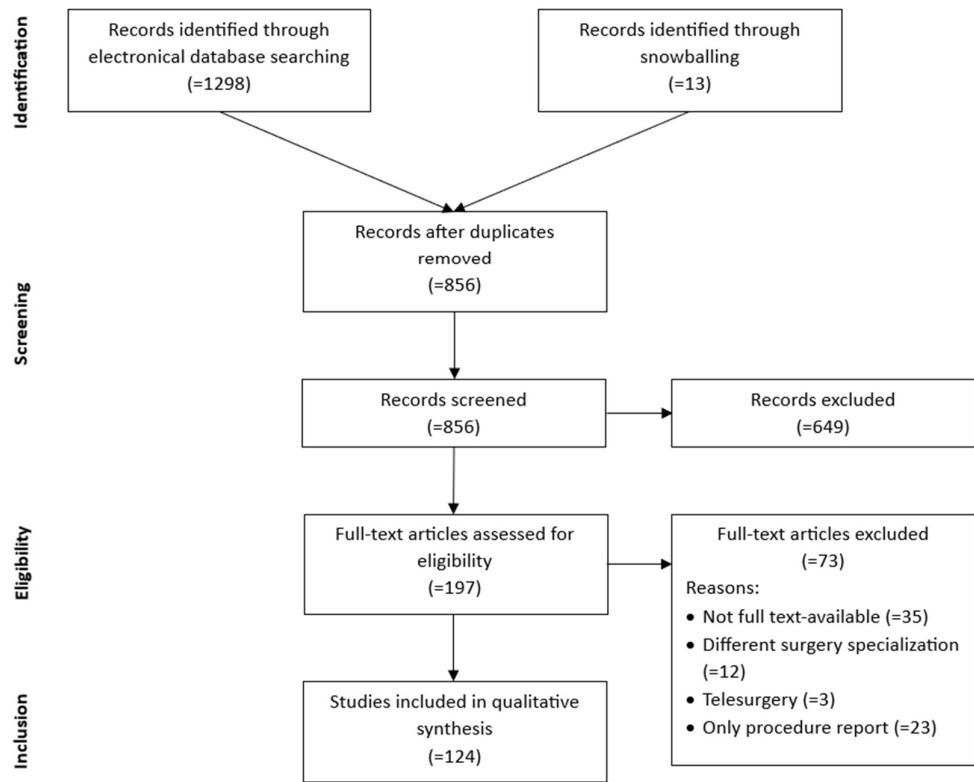 Identification
Records identified through
electronical database searching
(=1298)
Records identified through
snowballing
(=13)
Screening
Records after duplicates
removed
(=856)
Records screened
(=856)
Records excluded
(=649)
Eligibility
Full-text articles assessed for
eligibility
(=197)
Full-text articles excluded
(=73)
Reasons:
• Not full text-available (=35)
• Different surgery specialization
(=12)
• Telesurgery (=3)
• Only procedure report (=23)
Inclusion
Studies included in qualitative
synthesis
(=124)